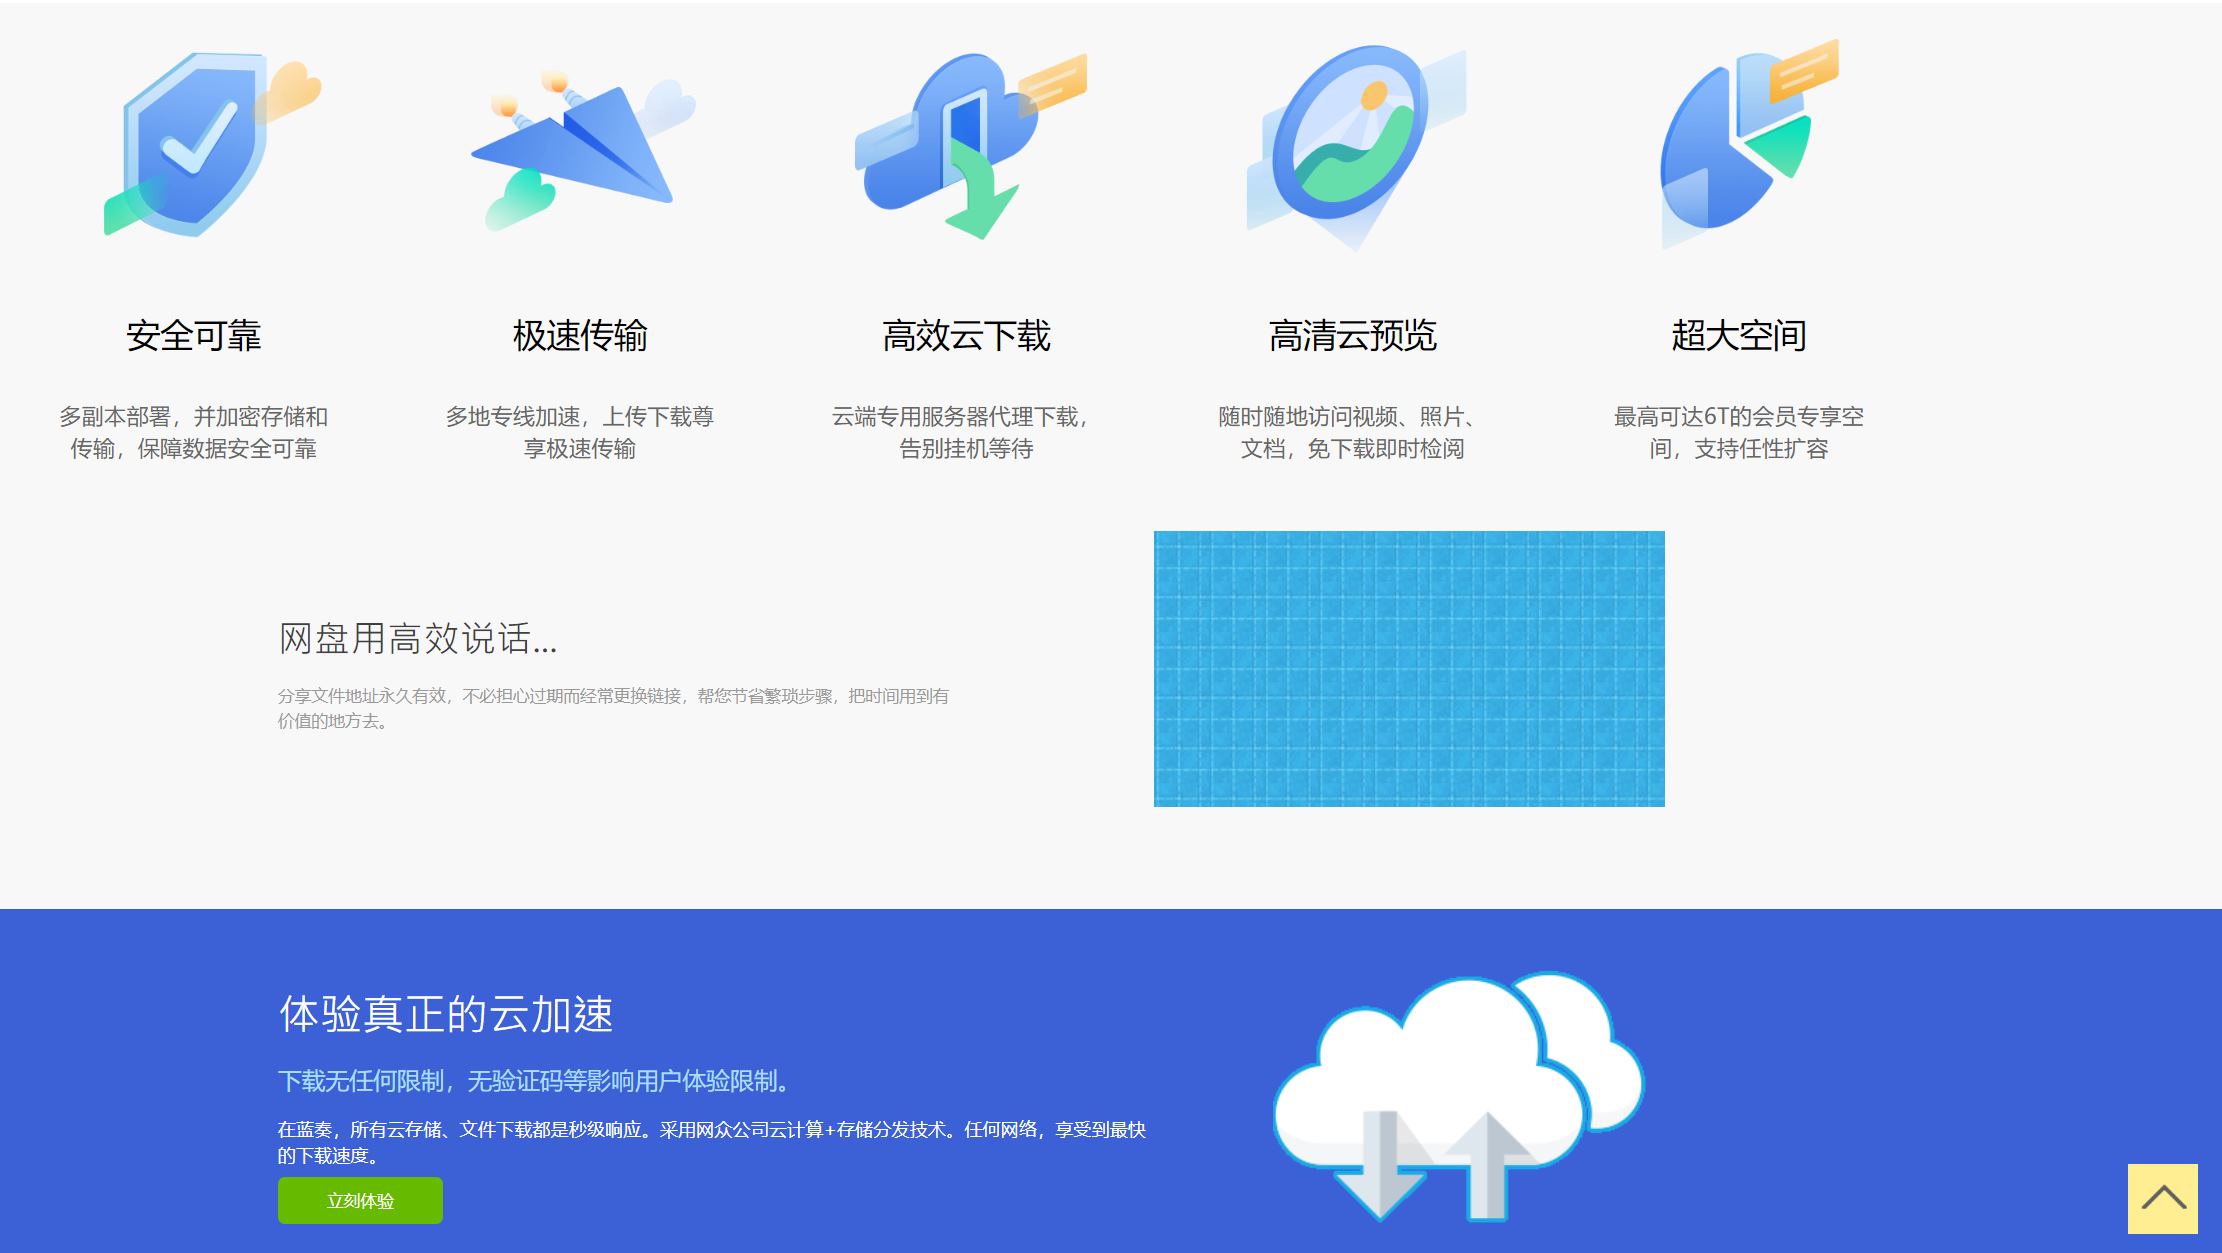 安全可靠
多副本部署，并加密存储和
传输，保障数据安全可靠
极速传输
多地专线加速，上传下载尊
享极速传输
高效云下载
云端专用服务器代理下载，
告别挂机等待
高清云预览
随时随地访问视频、照片、
文档，免下载即时检阅
超大空间
最高可达6T的会员专享空
间，支持任性扩容
网盘用高效说话...
分享文件地址永久有效，不必担心过期而经常更换链接，帮您节省繁琐步骤，把时间用到有
价值的地方去。
体验真正的云加速
下载无任何限制，无验证码等影响用户体验限制。
在蓝奏，所有云存储、文件下载都是秒级响应。采用网众公司云计算+存储分发技术。任何网络，享受到最快
的下载速度。
立刻体验